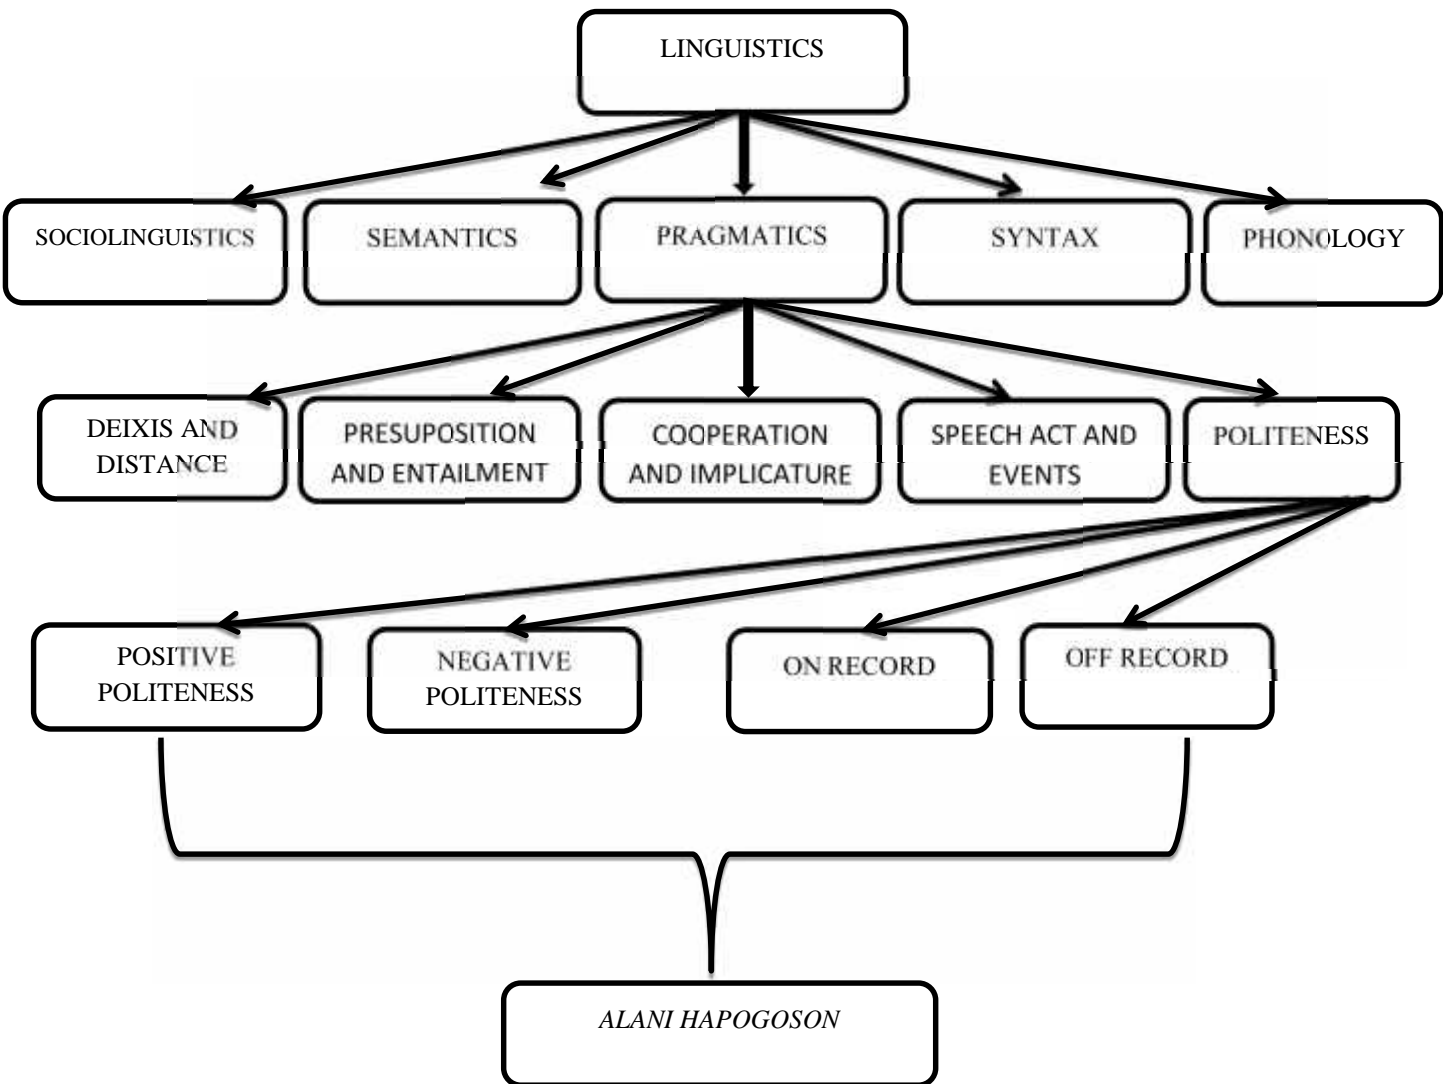 LINGUISTICS
SOCIOLINGUISTICS
SEMANTICS
PRAGMATICS
SYNTAX
PHONOLOGY
DEIXIS AND
DISTANCE
PRESUPOSITION
AND ENTAILMENT
COOPERATION
AND IMPLICATURE
SPEECH ACT AND
EVENTS
POLITENESS
POSITIVE
POLITENESS
NEGATIVE
POLITENESS
ON RECORD
OFF RECORD
ALANI HAPOGOSON